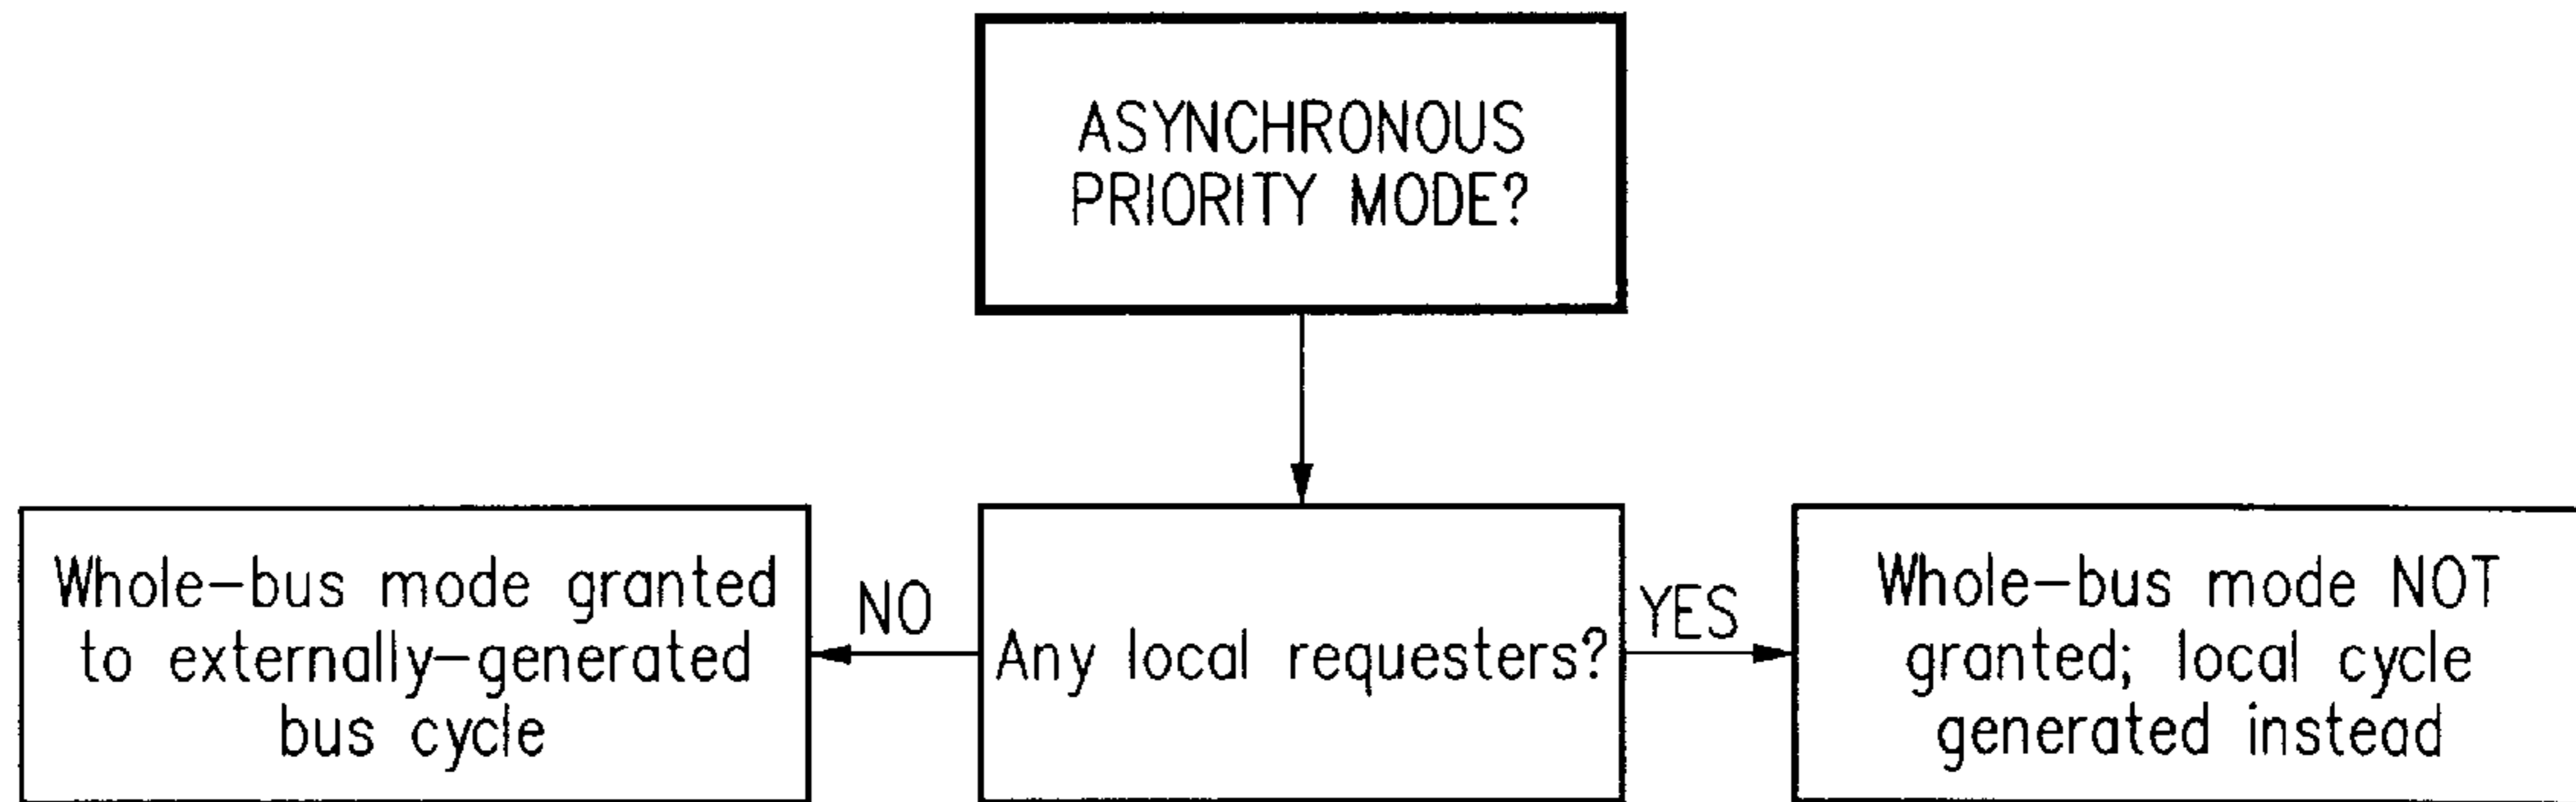 ASYNCHRONOUS
PRIORITY MODE?
Whole-bus mode granted
to externally-generated
bus cycle
NO
Any local requesters?
YES
Whole-bus mode NOT
granted; local cycle
generated instead